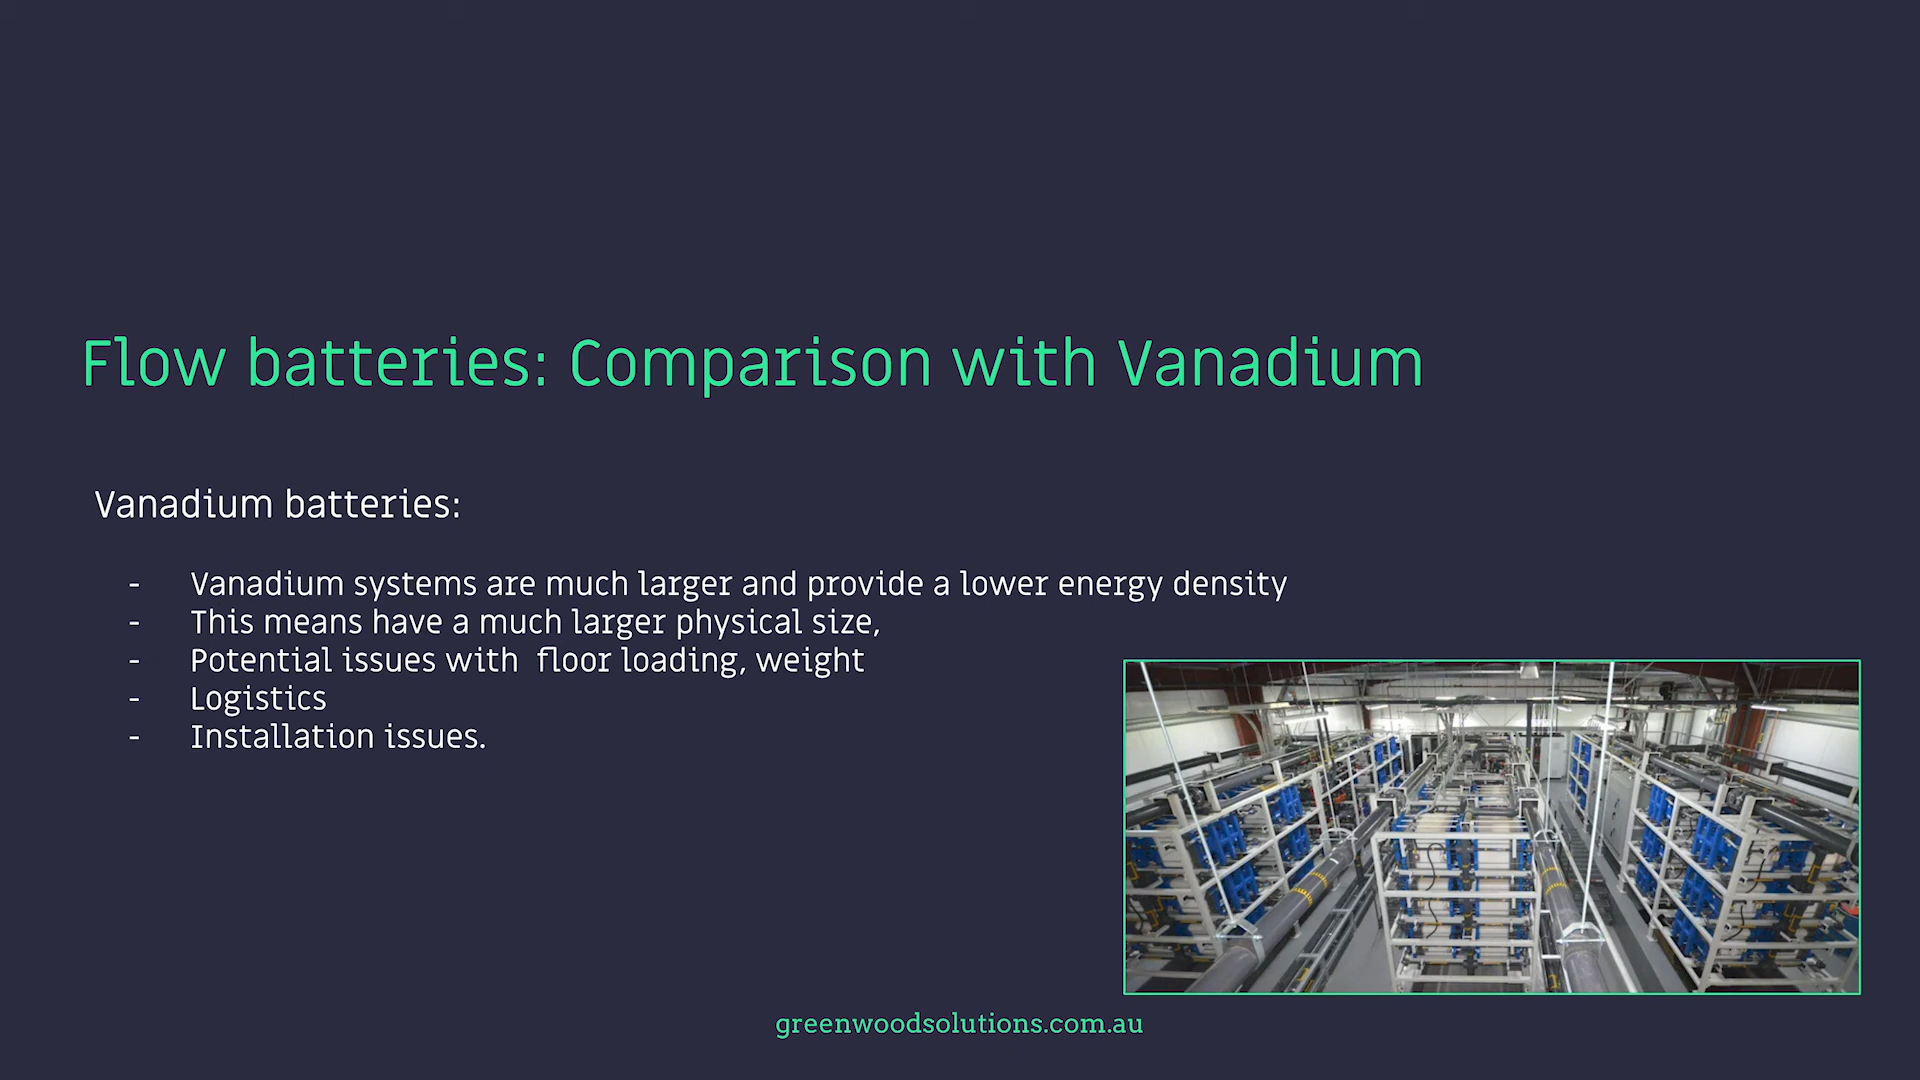 Flow batteries: Comparison with Vanadium
Vanadium batteries:
- Vanadium systems are much larger and provide a lower energy density
- This means have a much larger physical size,
- Potential issues with  floor loading, weight
- Logistics
- Installation issues.
greenwoodsolutions.com.au